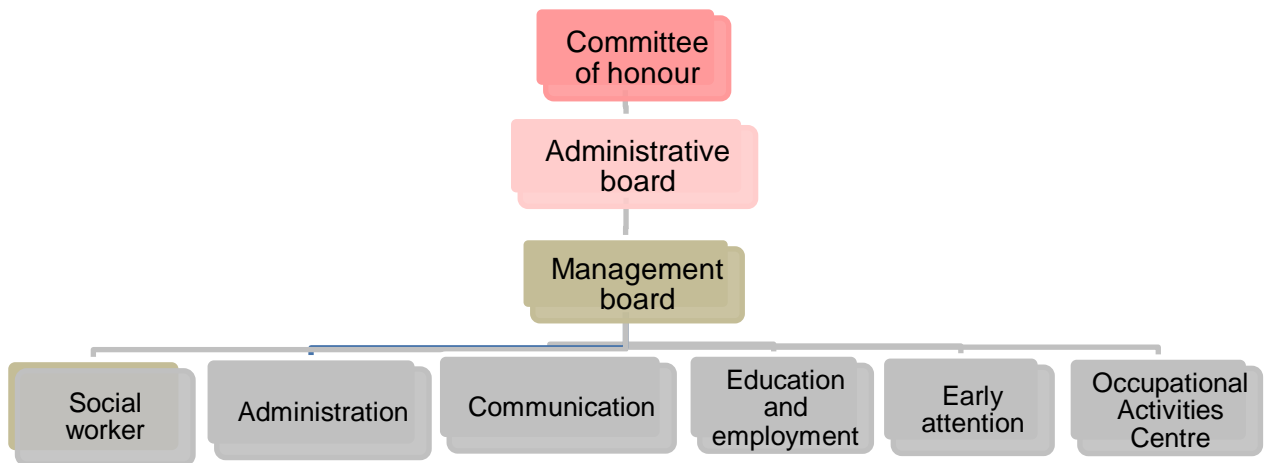 Committee
of honour
Administrative
board
Management
board
Social
worker
Administration
Communication
Education
and
employment
Early
attention
Occupational
Activities
Centre